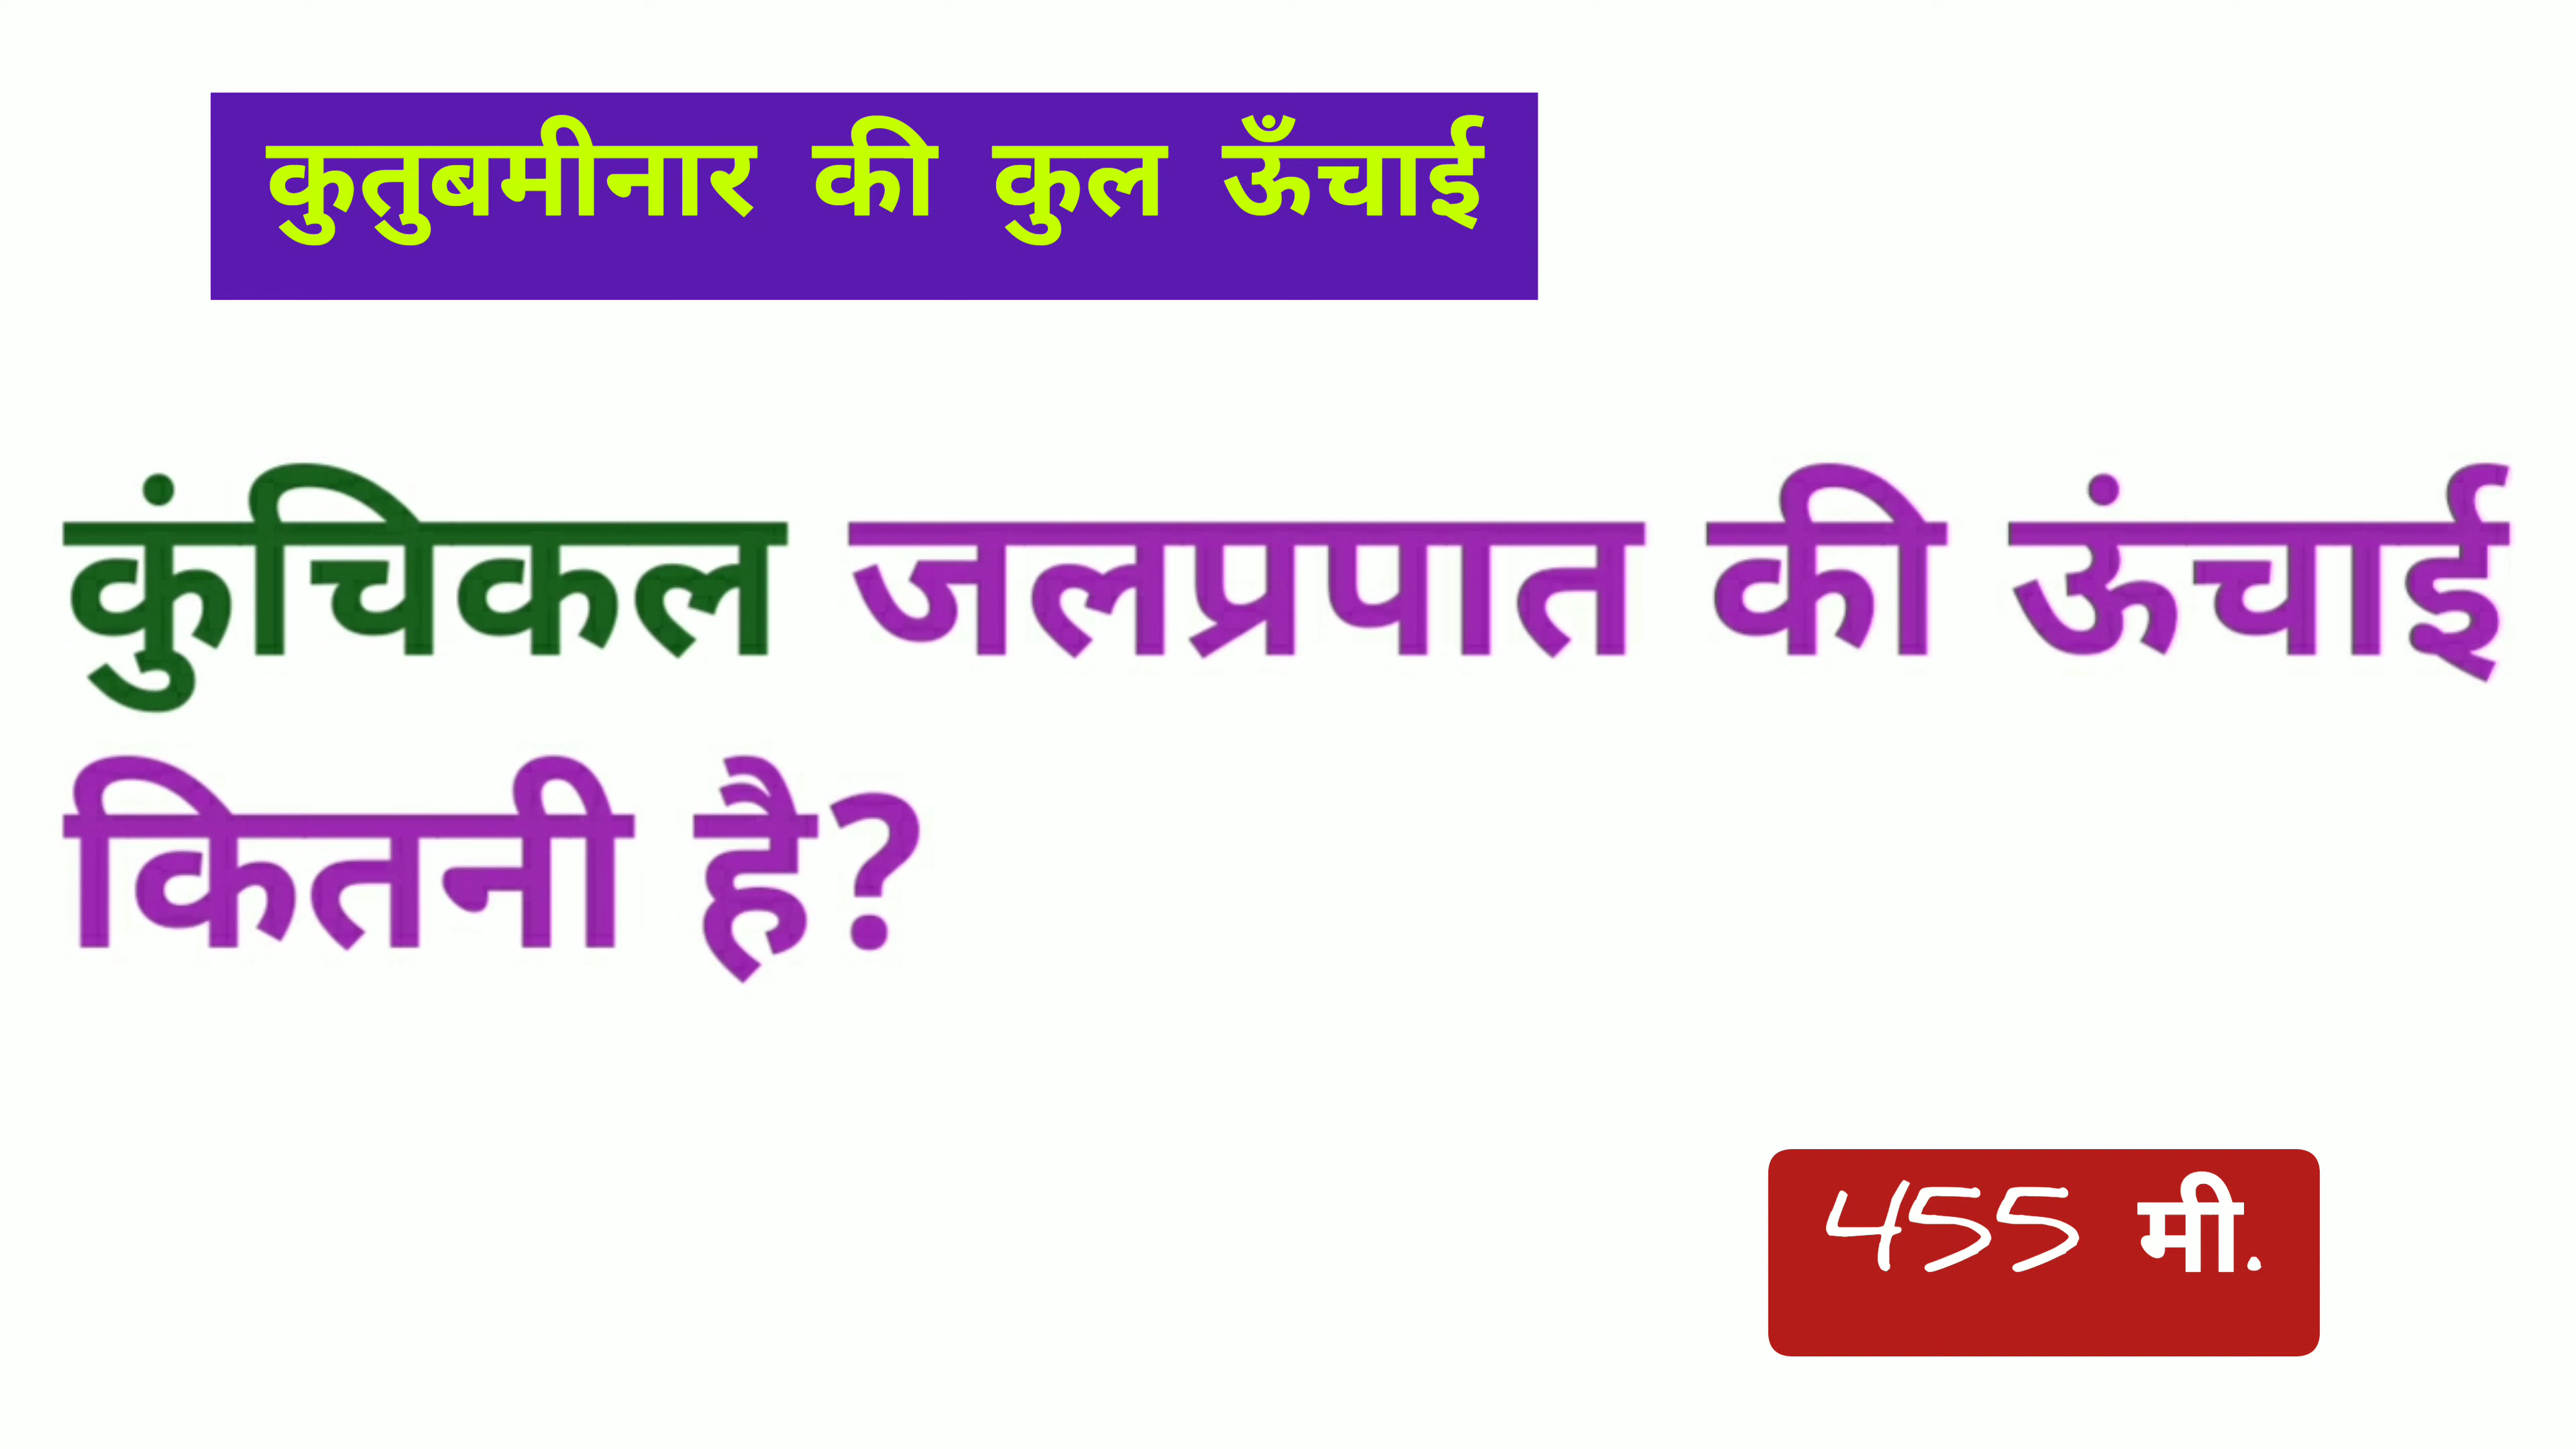 कुतुबमीनार की कुल ऊँचाई
कुंचिकल जलप्रपात की ऊंचाई
कितनी है?
455 मी.